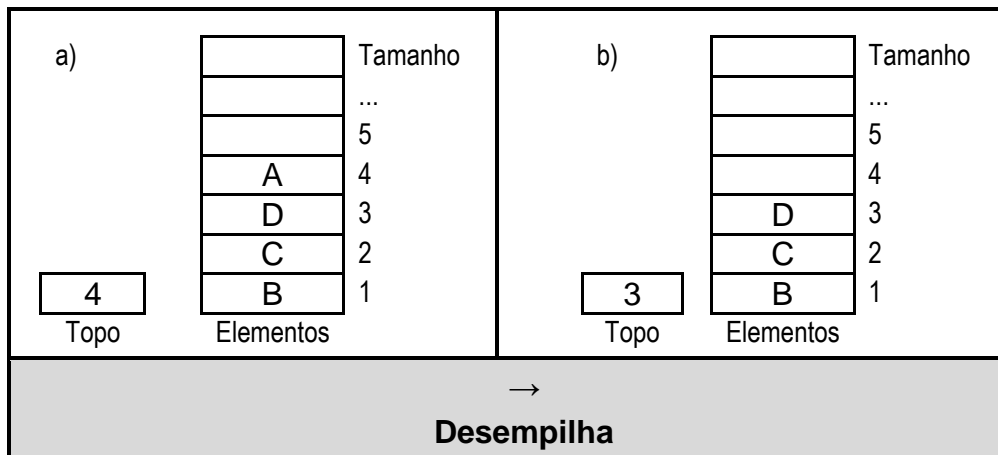 a)
Tamanho
...
5
A 4
D 3
C 2
4 B 1
Topo Elementos
b)
Tamanho
...
5
4
D 3
C 2
3 B 1
Topo Elementos
→
Desempilha